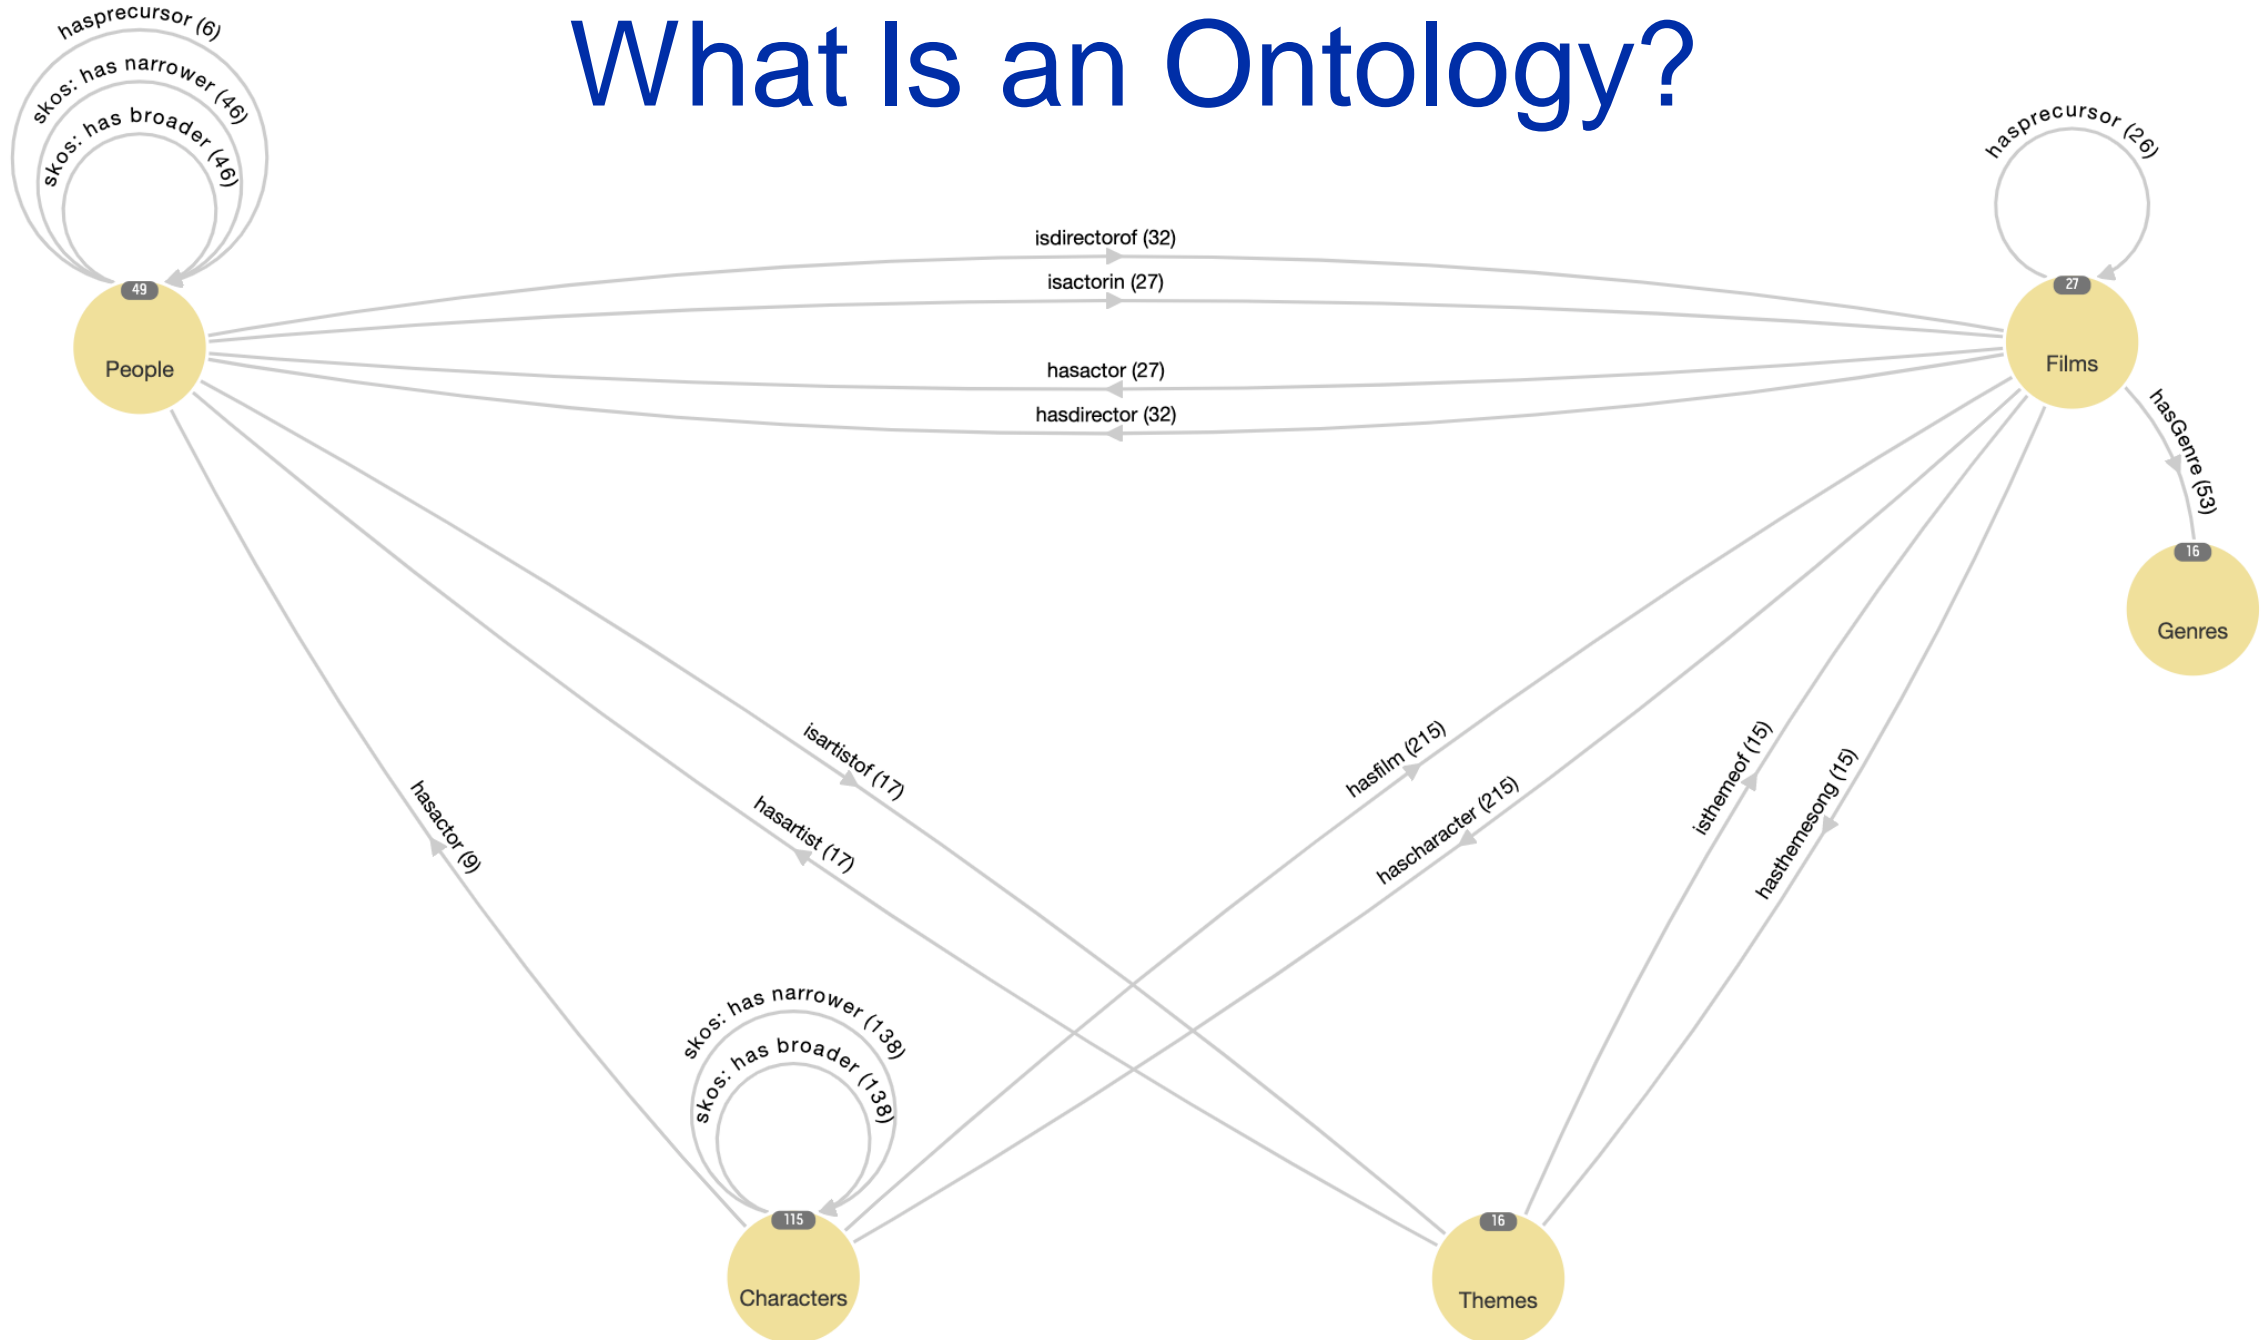 What Is an Ontology?
hasprecursor (6)
skos: has narrower (46)
skos: has broader (46)
49
People
hasprecursor (26)
27
Films
isdirectorof (32)
isactorin (27)
hasactor (27)
hasdirector (32)
hasGenre (53)
16
Genres
isartistof (17)
hasartist (17)
hasactor (9)
hasfilm (215)
hascharacter (215)
isthemeof (15)
hasthemesong (15)
skos: has narrower (138)
skos: has broader (138)
115
Characters
16
Themes